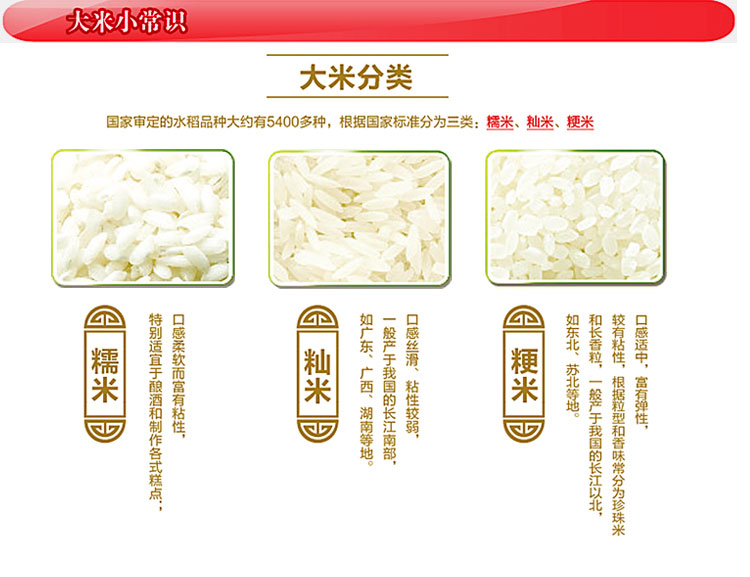 大米小常识
大米分类
国家审定的水稻品种大约有5400多种，根据国家标准分为三类：糯米、籼米、粳米
糯米
口感柔软而富有粘性，
特别适宜于酿酒和制作各式糕点；
籼米
口感丝滑、粘性较弱，
一般产于我国的长江南部，
如广东、广西、湖南等地。
粳米
口感适中，富有弹性，
较有粘性，根据粒型和香味常分为珍珠米
和长香粒，一般产于我国的长江以北，
如东北、苏北等地。